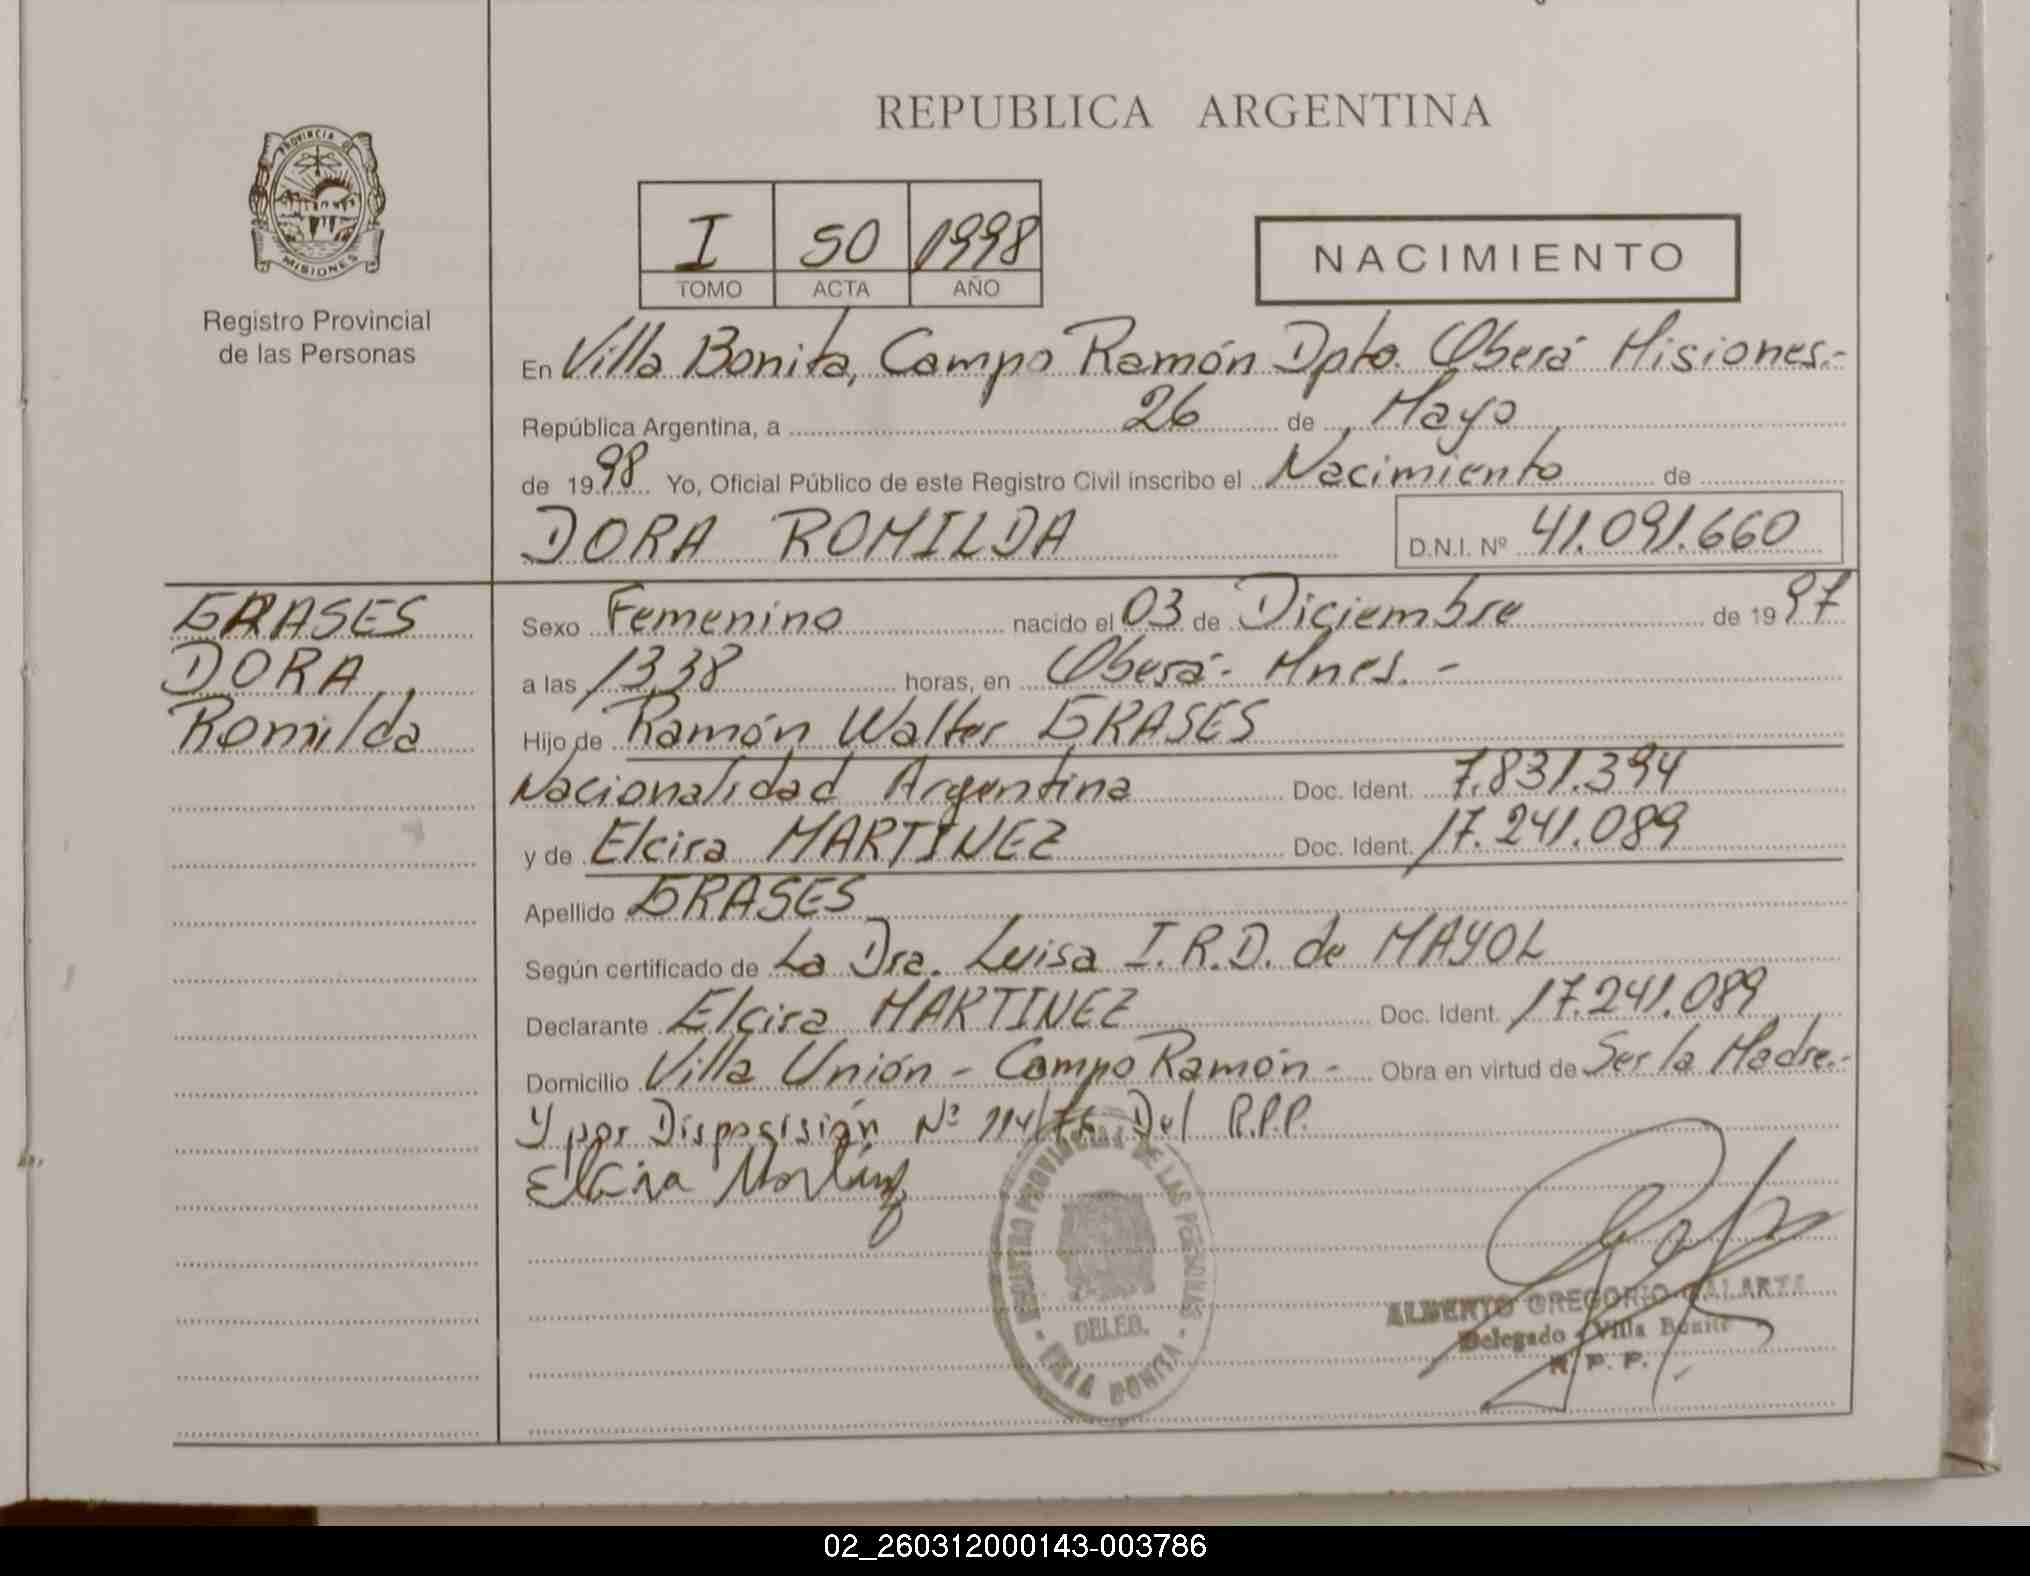 REPUBLICA ARGENTINA
PROVINCIA DE
MISIONES
Registro Provincial
de las Personas
I 50 1998
TOMO ACTA AÑO
NACIMIENTO
En Villa Bonita, Campo Ramón Dpto. Oberá Misiones.-
República Argentina, a 26 de Mayo
de 1998 Yo, Oficial Público de este Registro Civil inscribo el Nacimiento de
DORA ROMILDA D.N.I. Nº 41.091.660
GRASES
DORA
Romilda
Sexo Femenino nacido el 03 de Diciembre de 1997
a las 13,38 horas, en Oberá- Mnes.-
Hijo de Ramón Walter GRASES
Nacionalidad Argentina Doc. Ident. 7.831.394
y de Elcira MARTINEZ Doc. Ident. 17.241.089
Apellido GRASES
Según certificado de La Dra. Luisa I.R.D. de MAYOL
Declarante Elcira MARTINEZ Doc. Ident. 17.241.089
Domicilio Villa Unión - Campo Ramón - Obra en virtud de Ser la Madre.-
Y por Disposisión Nº 114/76 Del R.P.P.
Elcira Martinez
REGISTRO PROVINCIAL DE LAS PERSONAS
DELEG.
VILLA BONITA
ALBERTO GREGORIO GALARZA
Delegado Villa Bonita
R. P. P.
02_260312000143-003786